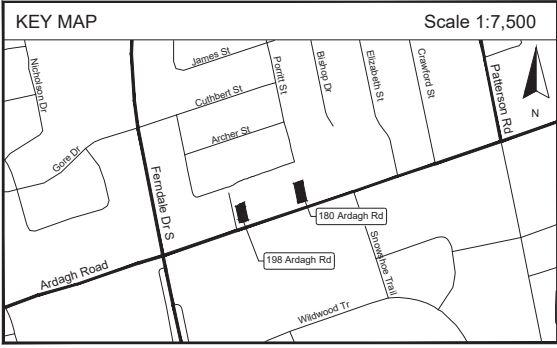 KEY MAP
Scale 1:7,500
Nicholson Dr
James St
Porritt St
Bishop Dr
Elizabeth St
Crawford St
Patterson Rd
N
Cuthbert St
Archer St
Gore Dr
Ferndale Dr S
180 Ardagh Rd
198 Ardagh Rd
Snowshoe Trail
Ardagh Road
Wildwood Tr